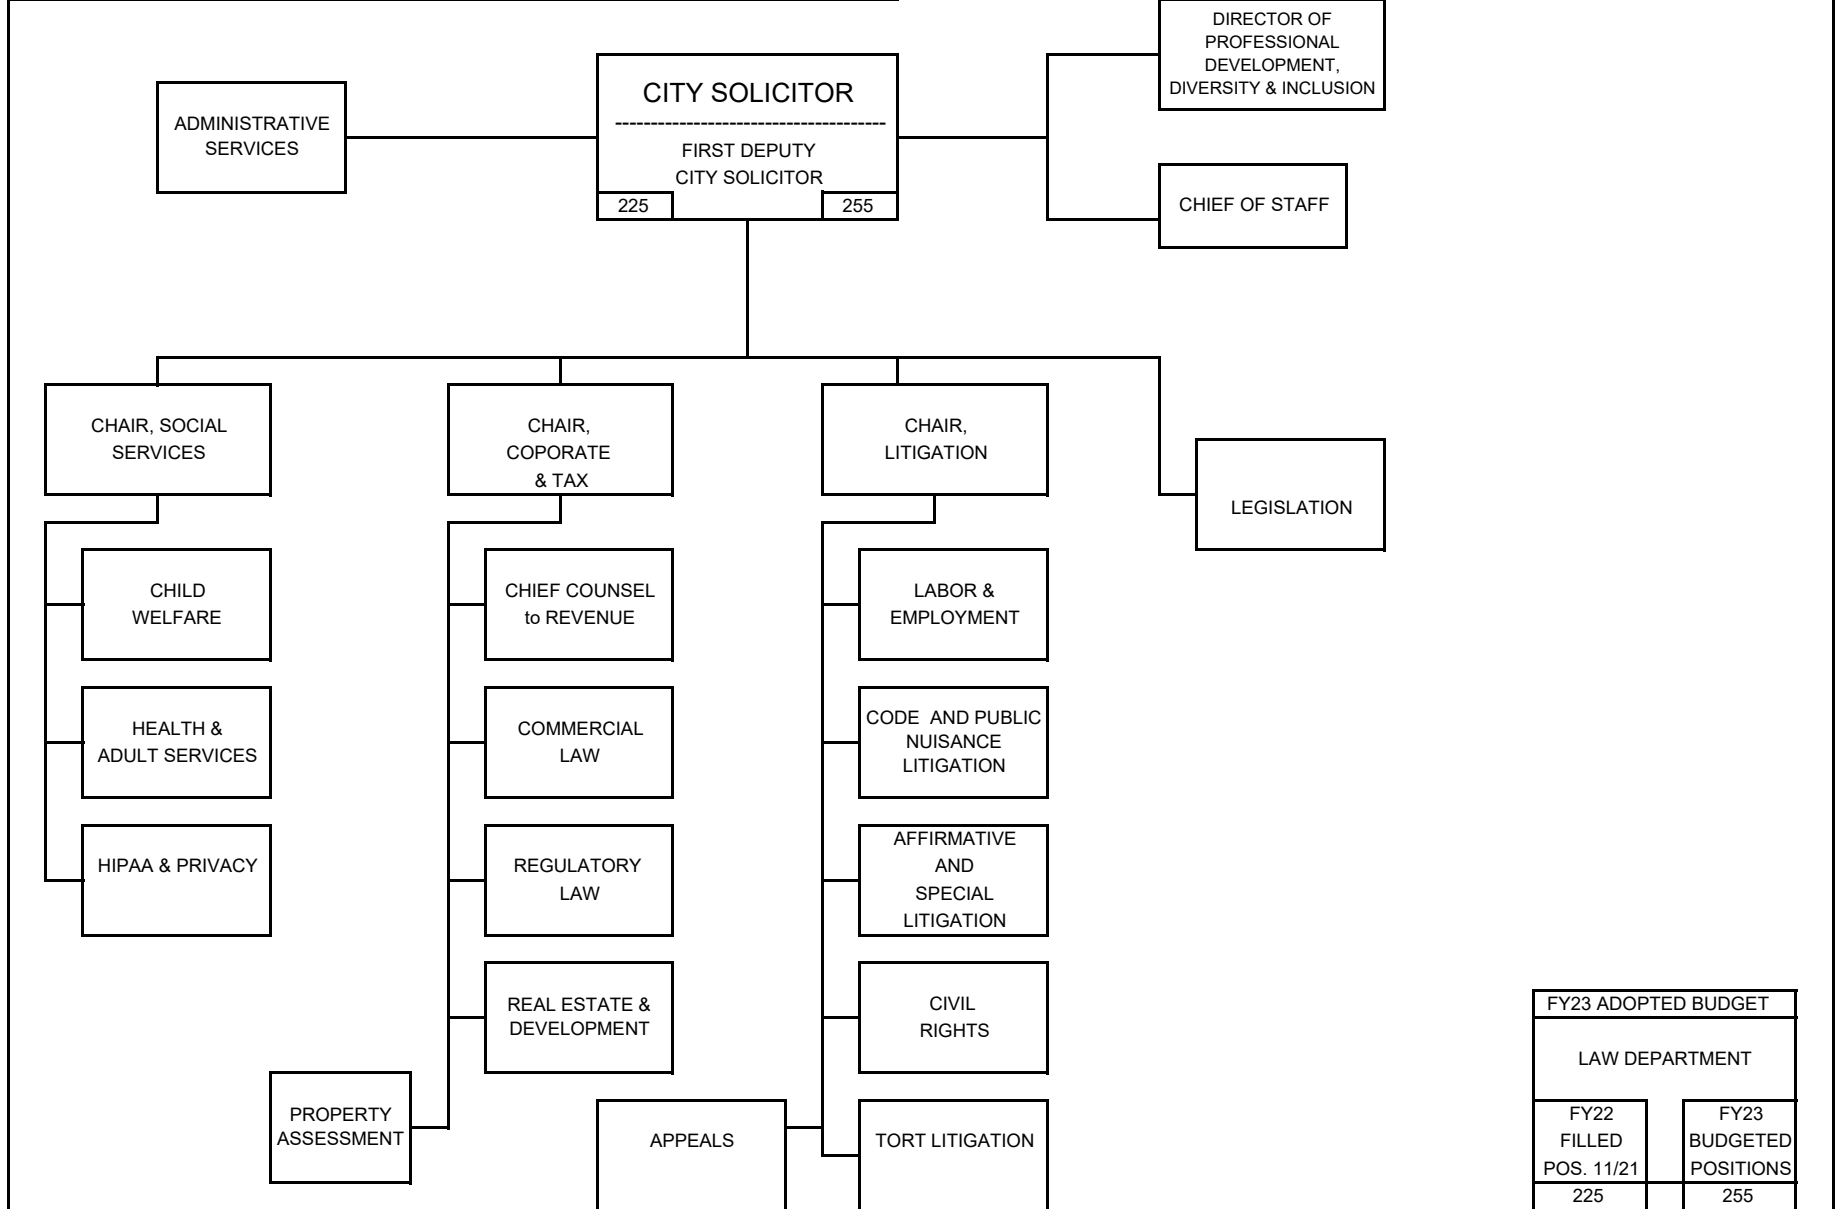 DIRECTOR OF
PROFESSIONAL
DEVELOPMENT,
DIVERSITY & INCLUSION
CITY SOLICITOR
--------------------------------------
FIRST DEPUTY
CITY SOLICITOR
225
255
ADMINISTRATIVE
SERVICES
CHIEF OF STAFF
CHAIR, SOCIAL
SERVICES
CHAIR,
COPORATE
& TAX
CHAIR,
LITIGATION
LEGISLATION
CHILD
WELFARE
HEALTH &
ADULT SERVICES
HIPAA & PRIVACY
CHIEF COUNSEL
to REVENUE
COMMERCIAL
LAW
REGULATORY
LAW
REAL ESTATE &
DEVELOPMENT
PROPERTY
ASSESSMENT
LABOR &
EMPLOYMENT
CODE  AND PUBLIC
NUISANCE
LITIGATION
AFFIRMATIVE
AND
SPECIAL
LITIGATION
CIVIL
RIGHTS
APPEALS
TORT LITIGATION
FY23 ADOPTED BUDGET
LAW DEPARTMENT
FY22
FILLED
POS. 11/21
225
FY23
BUDGETED
POSITIONS
255